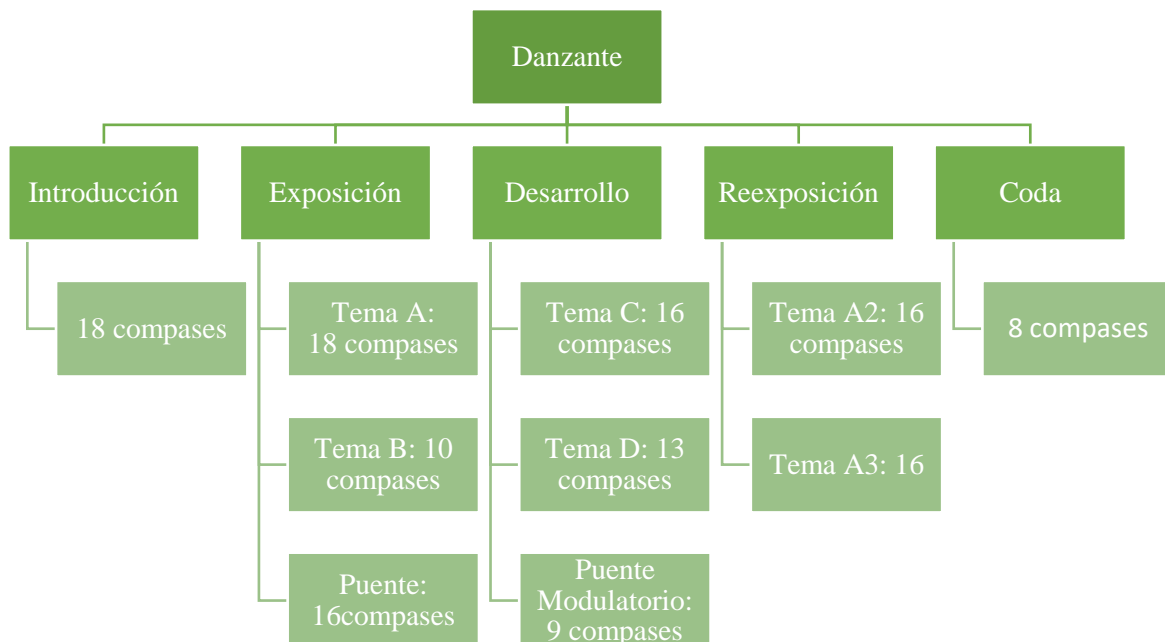 Danzante
Introducción
Exposición
Desarrollo
Reexposición
Coda
18 compases
Tema A:
18 compases
Tema B: 10
compases
Puente:
16compases
Tema C: 16
compases
Tema D: 13
compases
Puente
Modulatorio:
9 compases
Tema A2: 16
compases
Tema A3: 16
8 compases